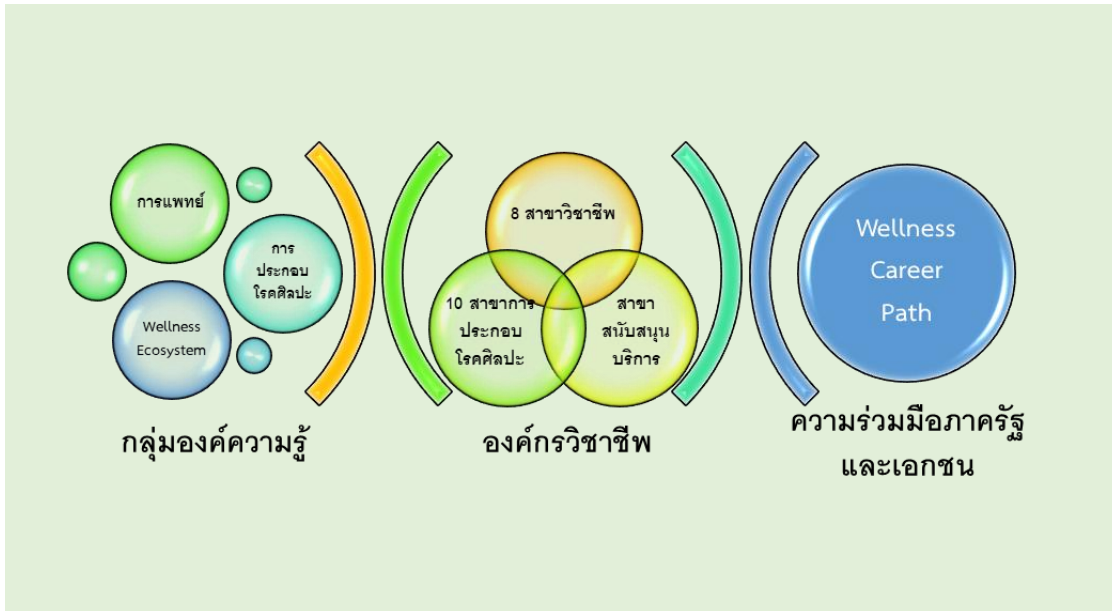 การแพทย์
การ
ประกอบ
โรคศิลปะ
Wellness
Ecosystem
กลุ่มองค์ความรู้
8 สาขาวิชาชีพ
10 สาขาการ
ประกอบ
โรคศิลปะ
สาขา
สนับสนุน
บริการ
องค์กรวิชาชีพ
Wellness
Career
Path
ความร่วมมือภาครัฐ
และเอกชน